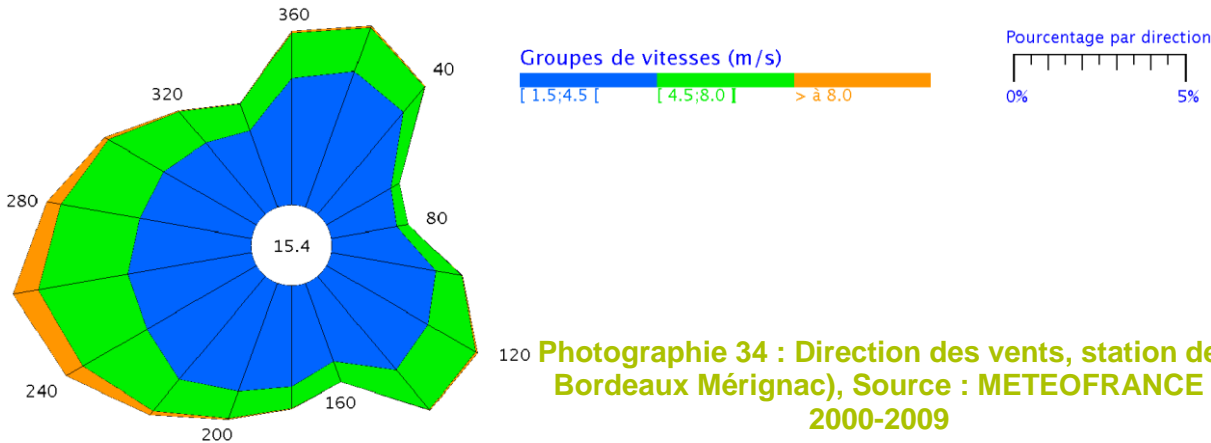 360
40
320
280
80
15.4
240
200
160
120
Groupes de vitesses (m/s)
[ 1.5;4.5 [ [ 4.5;8.0 ] > à 8.0
Pourcentage par direction
0% 5%
Photographie 34 : Direction des vents, station de
Bordeaux Mérignac), Source : METEOFRANCE
2000-2009